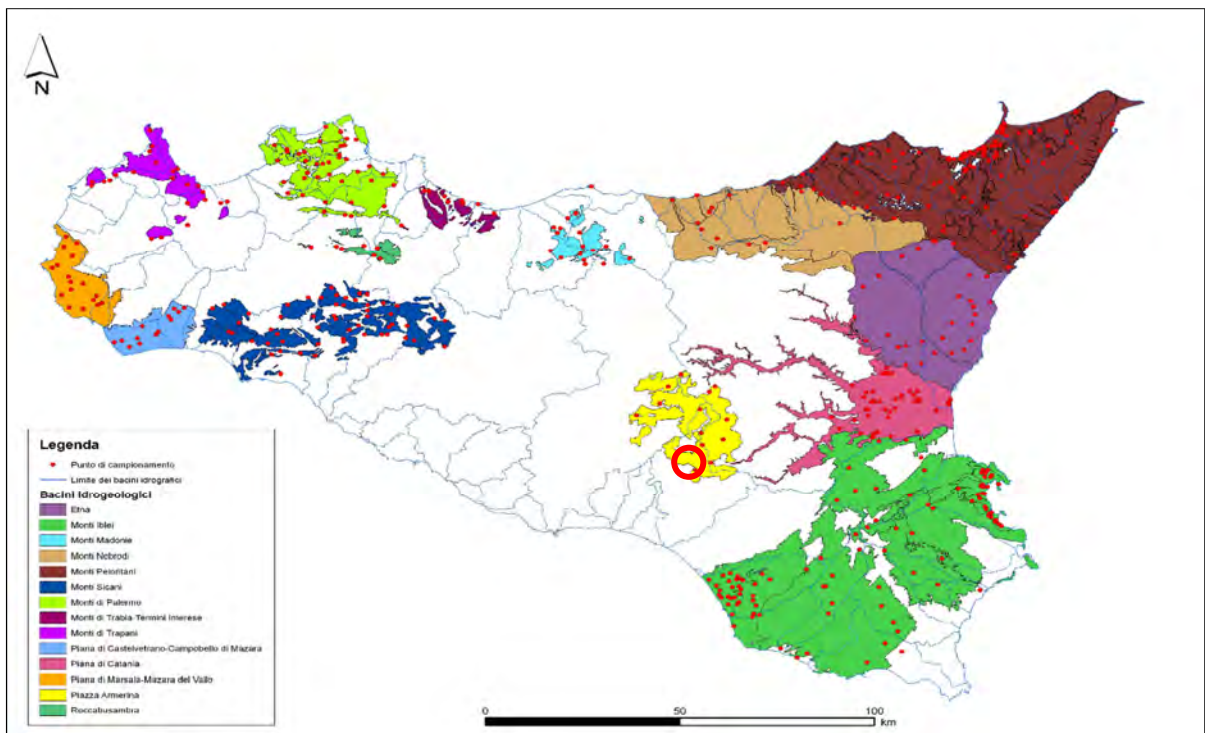 N
Legenda
Punto di campionamento
Limite dei bacini idrografici
Bacini Idrogeologici
Etna
Monti Iblei
Monti Madonie
Monti Nebrodi
Monti Peloritani
Monti Sicani
Monti di Palermo
Monti di Trabia-Termini Imerese
Monti di Trapani
Piana di Castelvetrano-Campobello di Mazara
Piana di Catania
Piana di Marsala-Mazara del Vallo
Piazza Armerina
Roccabusambra
0 50 100
km